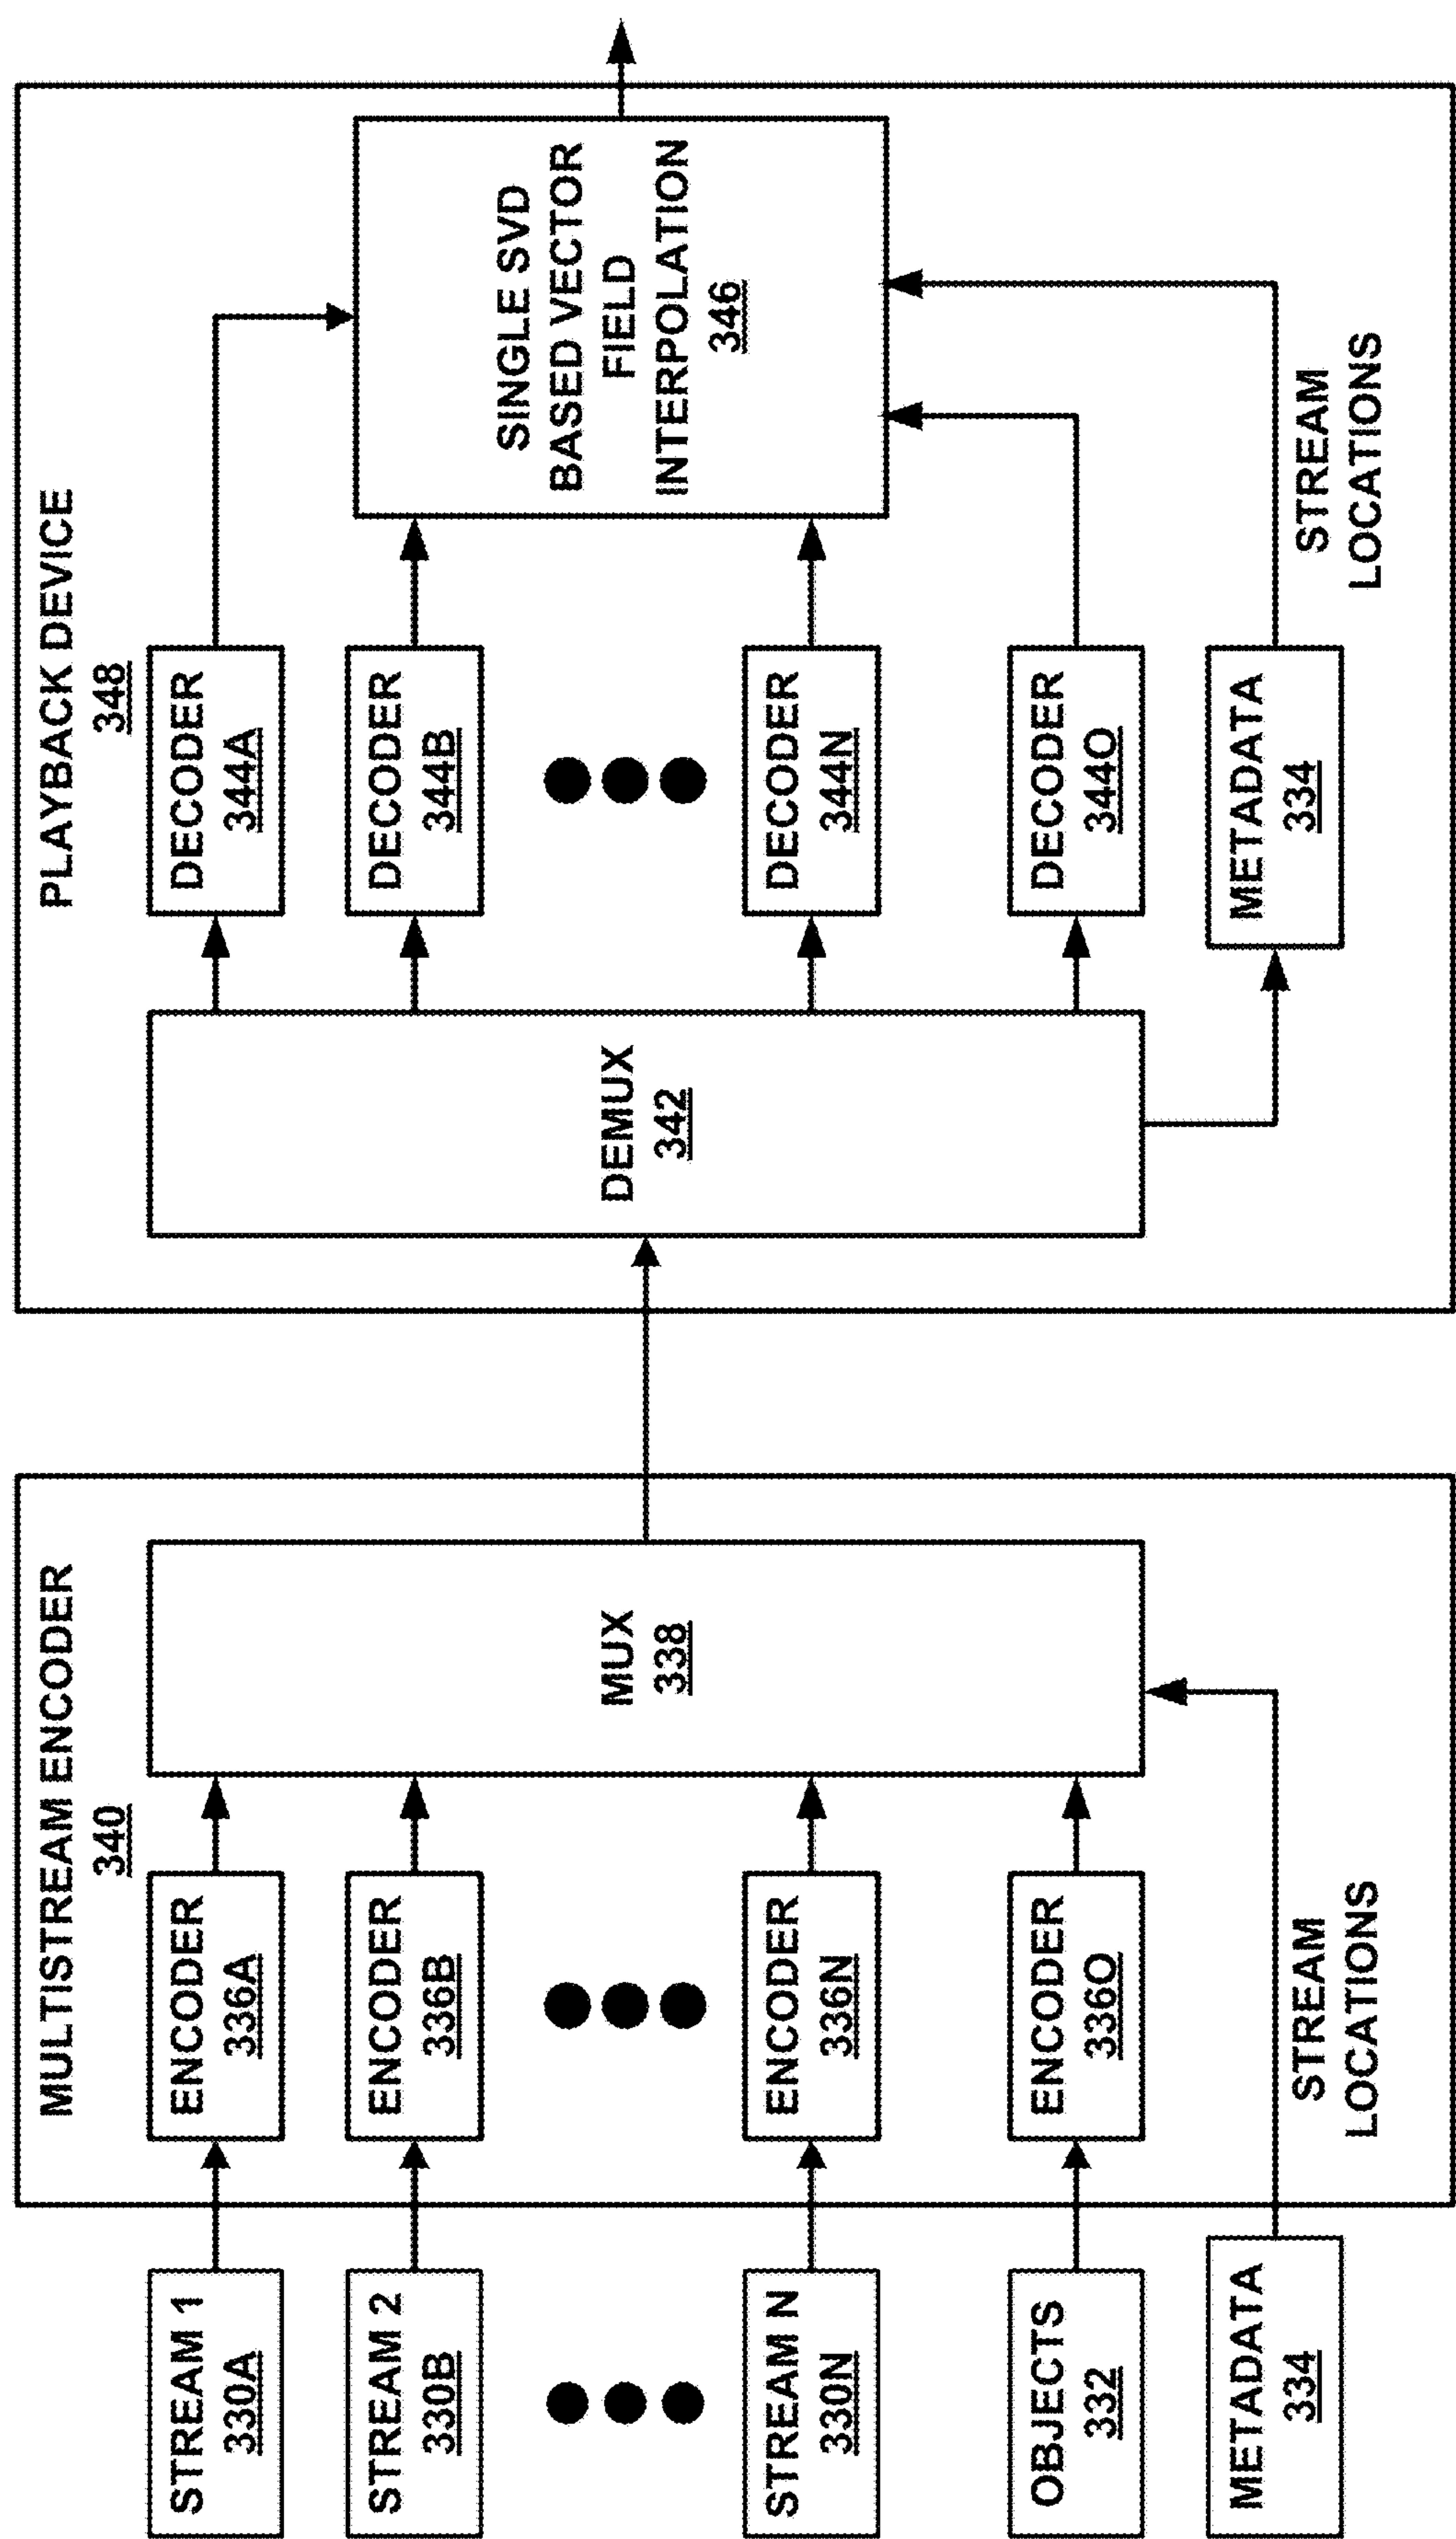 MULTISTREAM ENCODER
340
STREAM 1
330A
STREAM 2
330B
STREAM N
330N
OBJECTS
332
METADATA
334
ENCODER
336A
ENCODER
336B
ENCODER
336N
ENCODER
336O
STREAM
LOCATIONS
MUX
338
PLAYBACK DEVICE
348
DEMUX
342
DECODER
344A
DECODER
344B
DECODER
344N
DECODER
344O
METADATA
334
SINGLE SVD
BASED VECTOR
FIELD
INTERPOLATION
346
STREAM
LOCATIONS